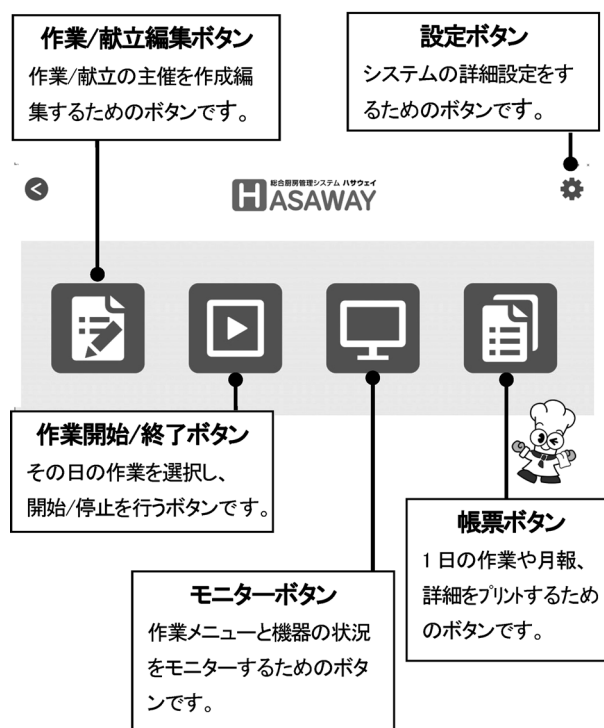 作業/献立編集ボタン
作業/献立の主催を作成編
集するためのボタンです。
設定ボタン
システムの詳細設定をす
るためのボタンです。
総合厨房管理システム ハサウェイ
HASAWAY
作業開始/終了ボタン
その日の作業を選択し、
開始/停止を行うボタンです。
帳票ボタン
1日の作業や月報、
詳細をプリントするため
のボタンです。
モニターボタン
作業メニューと機器の状況
をモニターするためのボタ
ンです。